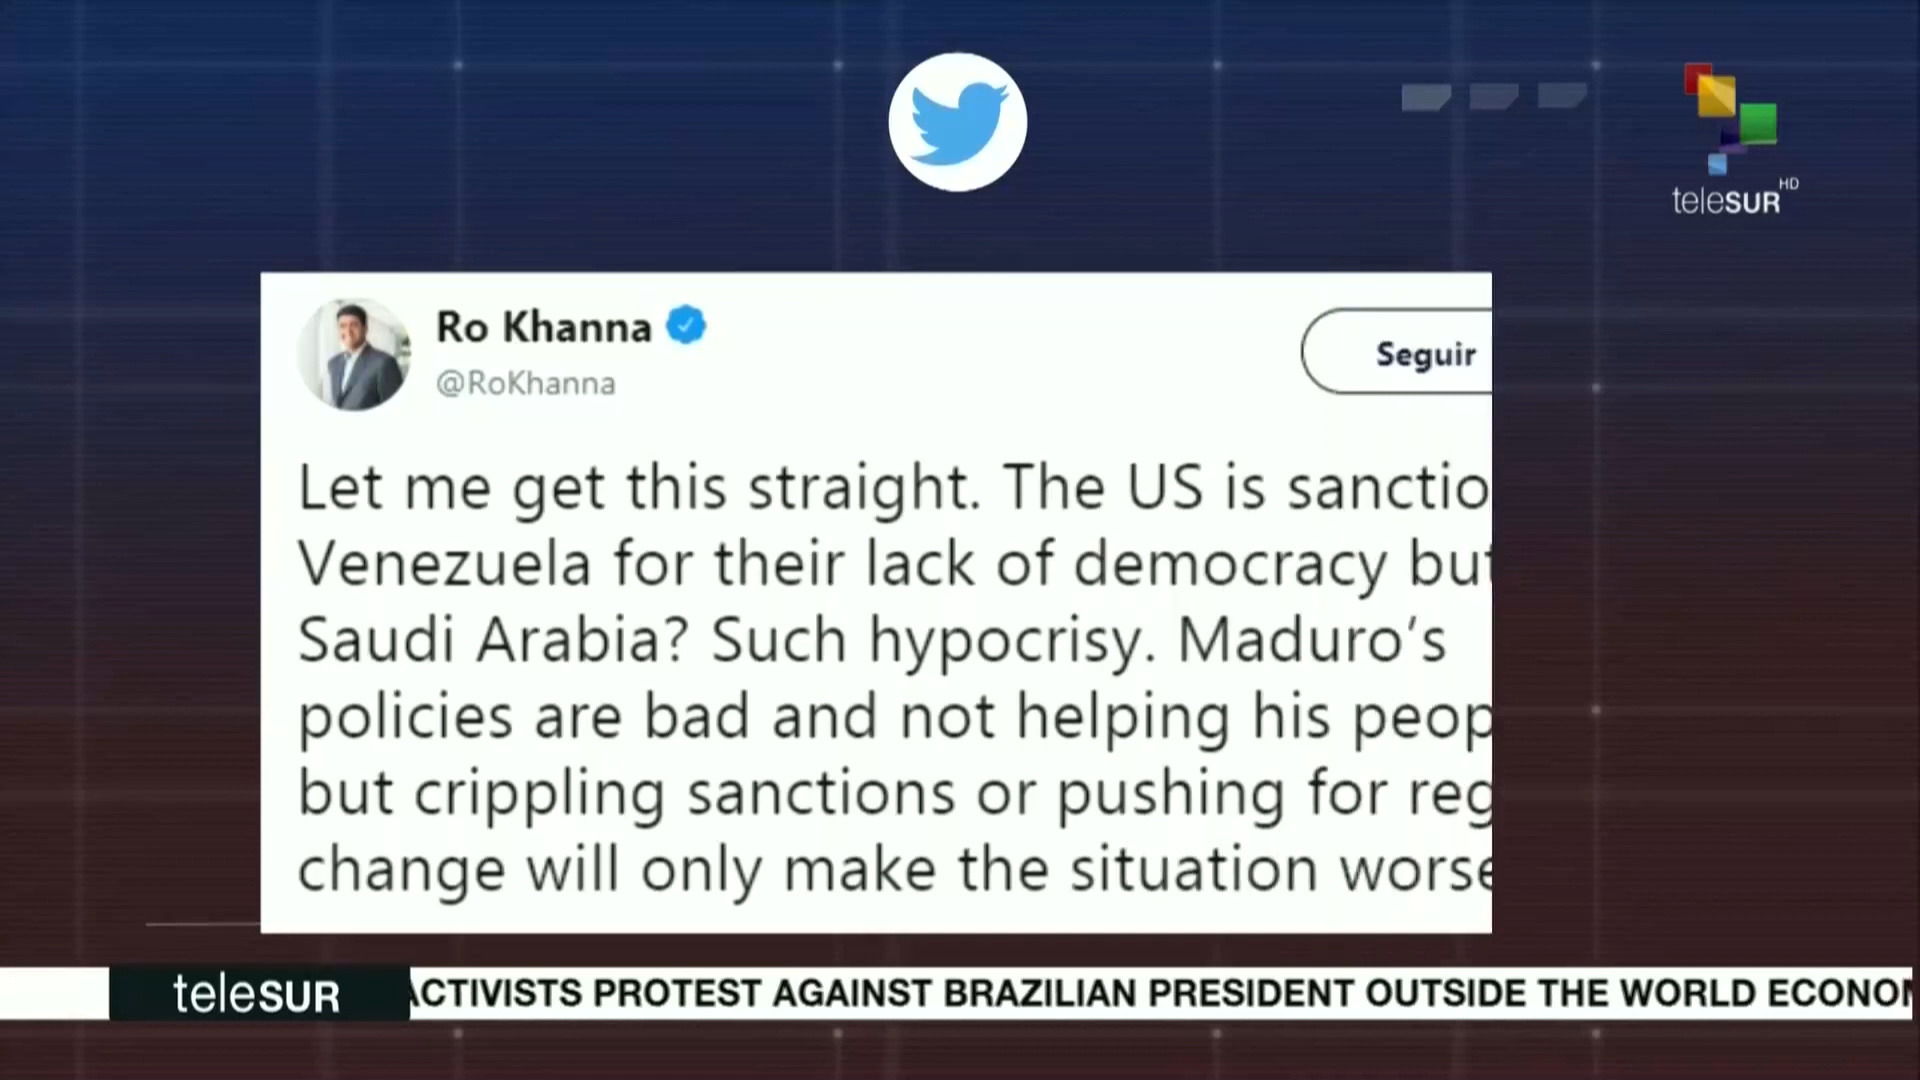 teleSUR HD
Ro Khanna
@RoKhanna
Seguir
Let me get this straight. The US is sanctio
Venezuela for their lack of democracy but
Saudi Arabia? Such hypocrisy. Maduro’s
policies are bad and not helping his peop
but crippling sanctions or pushing for reg
change will only make the situation worse
teleSUR
ACTIVISTS PROTEST AGAINST BRAZILIAN PRESIDENT OUTSIDE THE WORLD ECONOM